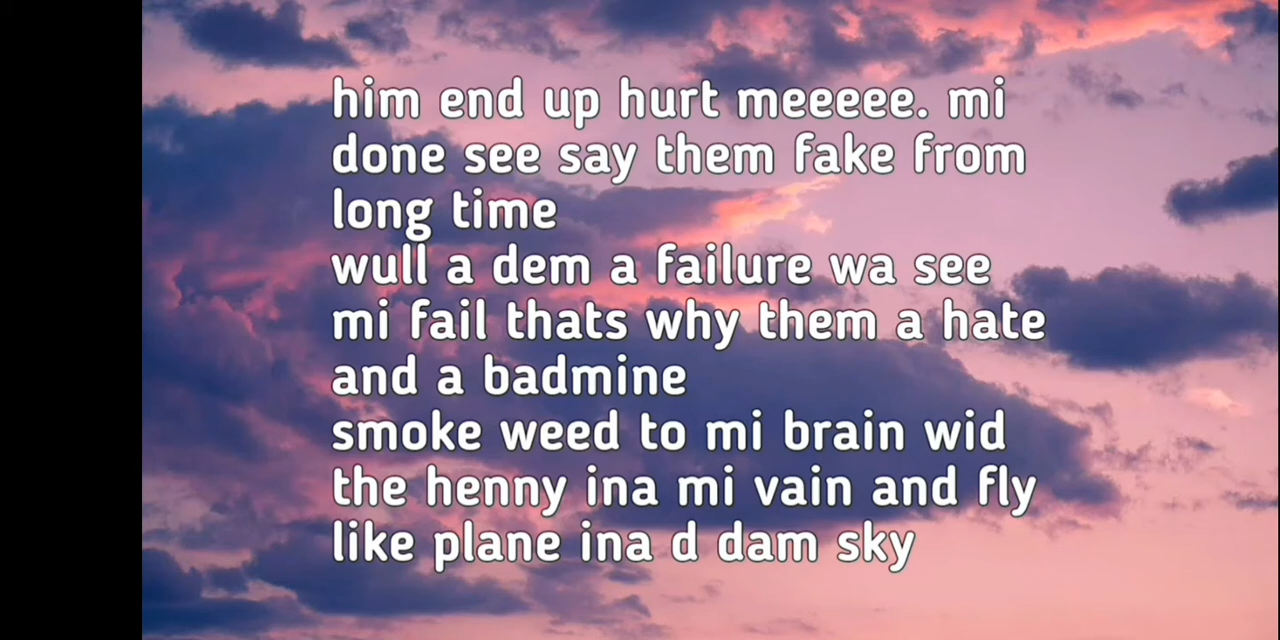 him end up hurt meeeee. mi
done see say them fake from
long time
wull a dem a failure wa see
mi fail thats why them a hate
and a badmine
smoke weed to mi brain wid
the henny ina mi vain and fly
like plane ina d dam sky